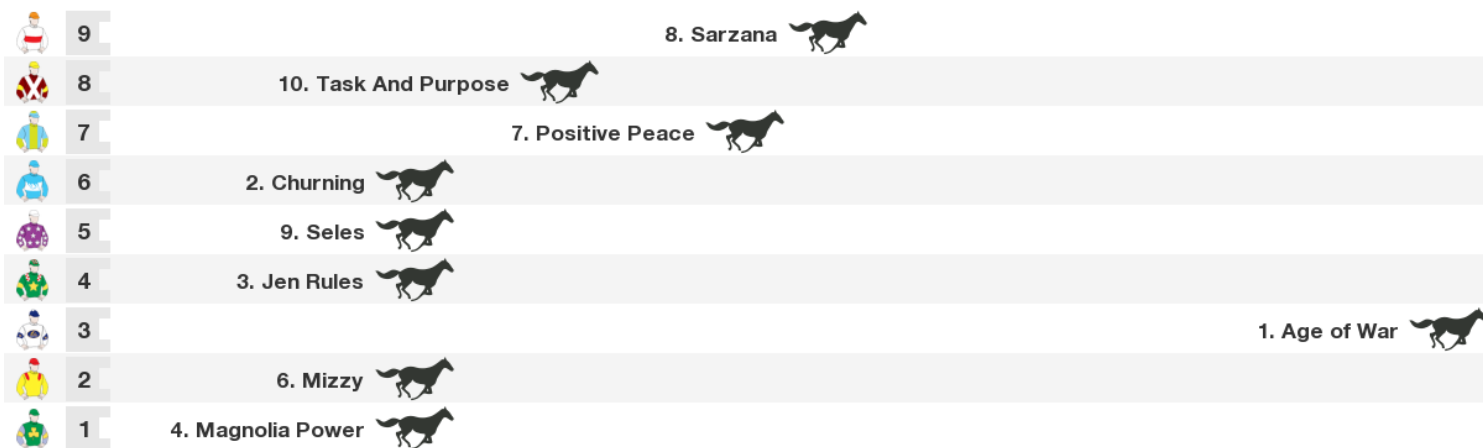 9 8. Sarzana
8 10. Task And Purpose
7 7. Positive Peace
6 2. Churning
5 9. Seles
4 3. Jen Rules
3 1. Age of War
2 6. Mizzy
1 4. Magnolia Power